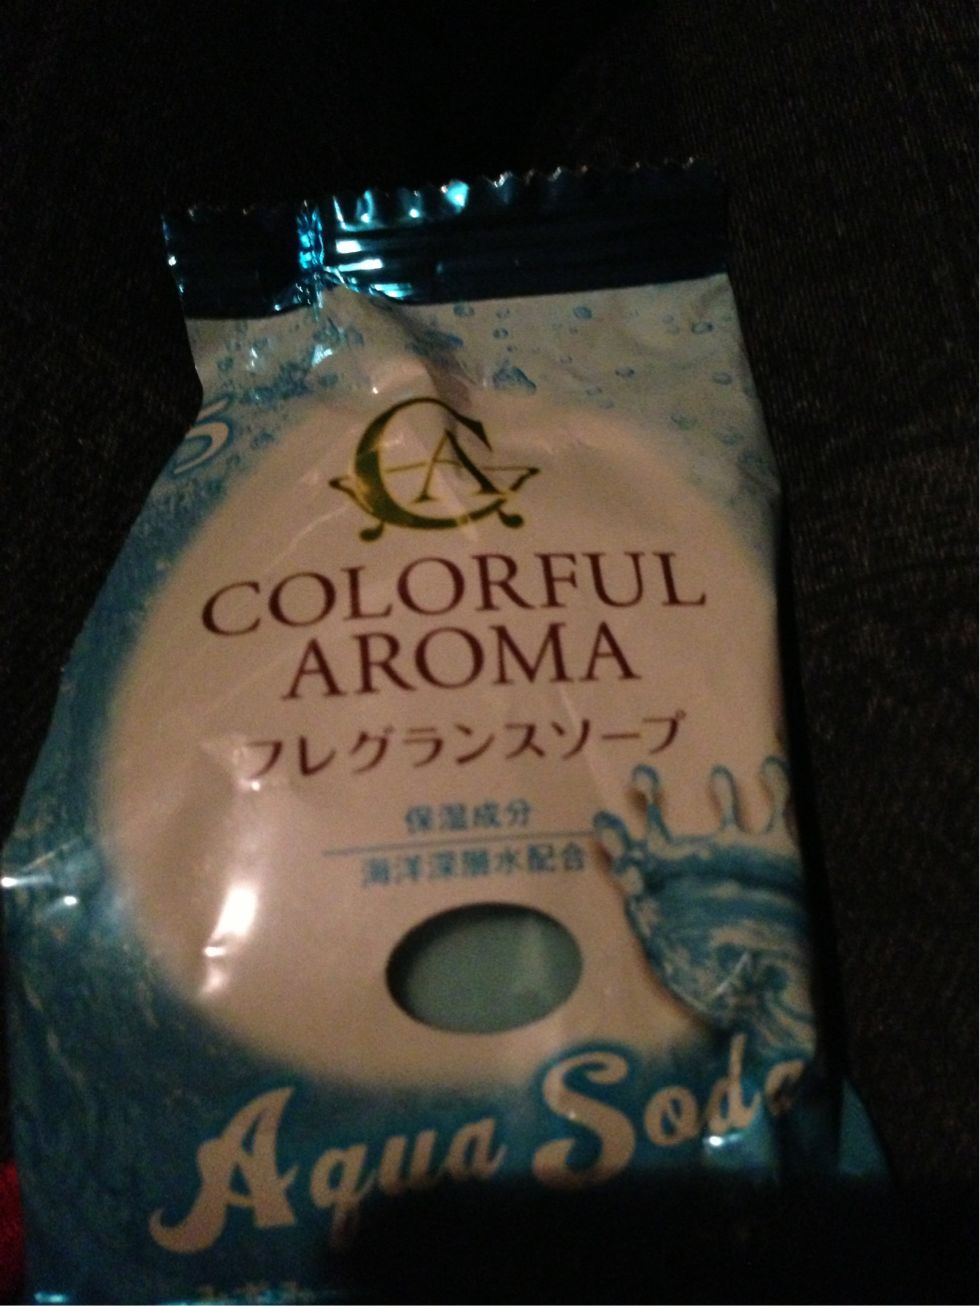 CA
COLORFUL
AROMA
フレグランスソープ
保湿成分
海洋深層水配合
Aqua Soda